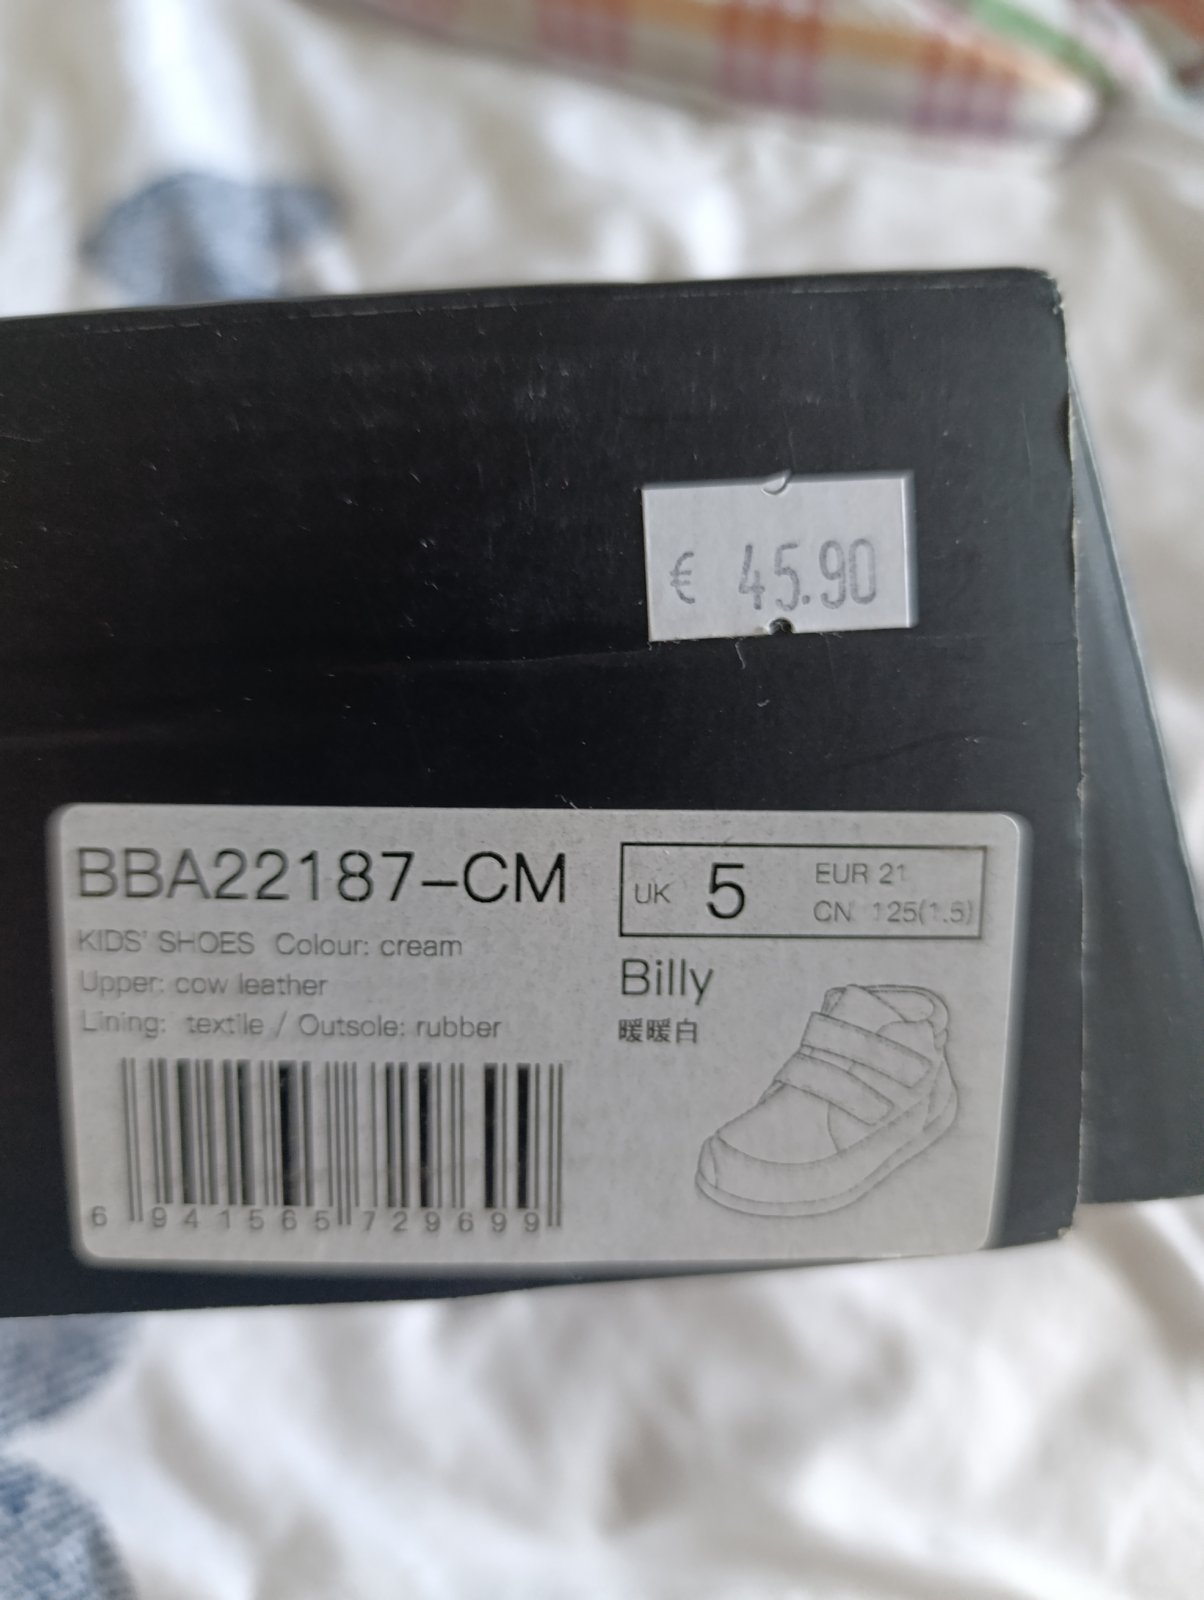 € 45.90
BBA22187-CM
KIDS' SHOES Colour: cream
Upper: cow leather
Lining: textile / Outsole: rubber
6 941565 729699
UK 5
EUR 21
CN 125(1.5)
Billy
暖暖白